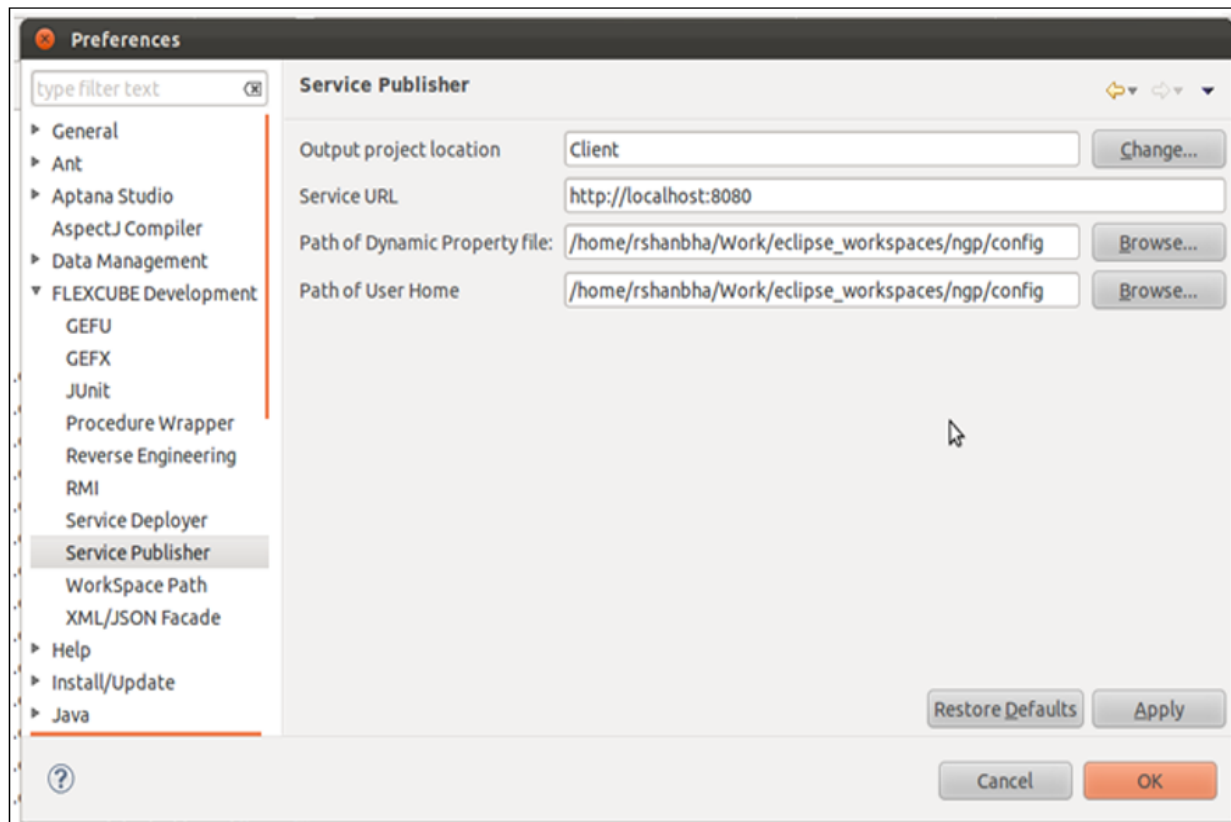 Preferences
type filter text
General
Ant
Aptana Studio
AspectJ Compiler
Data Management
FLEXCUBE Development
GEFU
GEFX
JUnit
Procedure Wrapper
Reverse Engineering
RMI
Service Deployer
Service Publisher
WorkSpace Path
XML/JSON Facade
Help
Install/Update
Java
Service Publisher
Output project location Client Change...
Service URL http://localhost:8080
Path of Dynamic Property file: /home/rshanbha/Work/eclipse_workspaces/ngp/config Browse...
Path of User Home /home/rshanbha/Work/eclipse_workspaces/ngp/config Browse...
Restore Defaults Apply
? Cancel OK